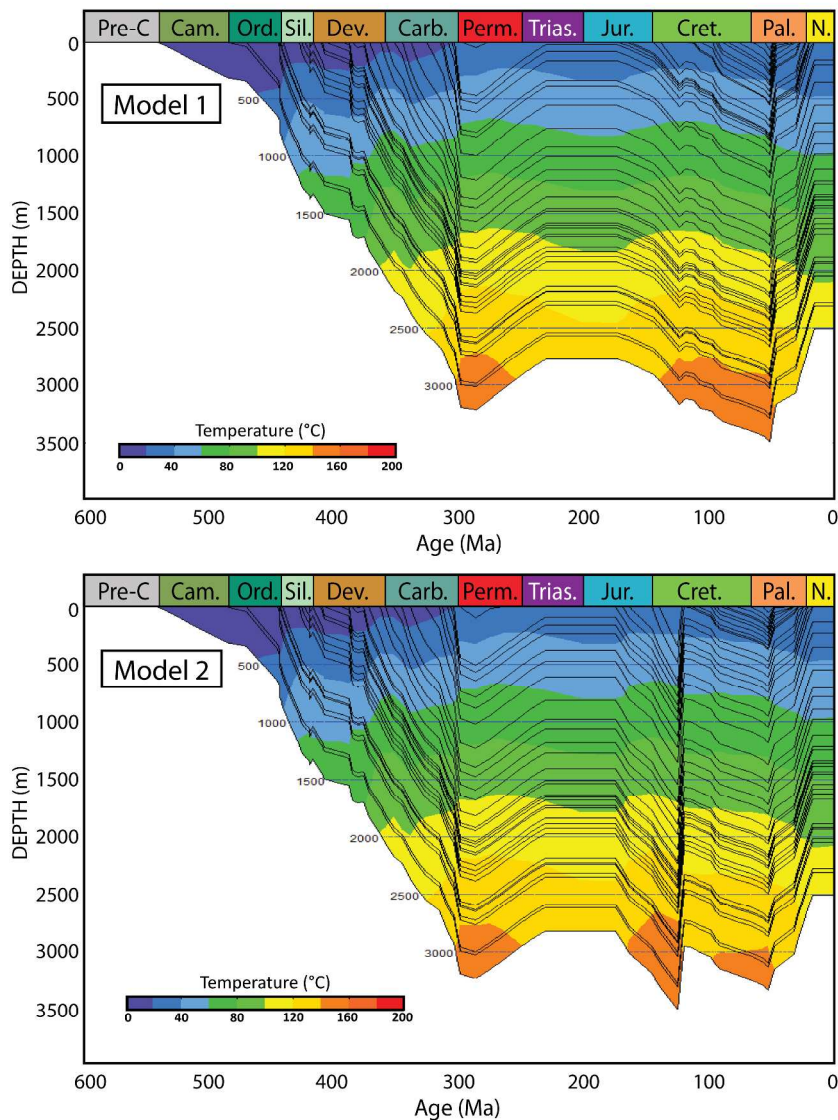 Pre-C Cam. Ord. Sil. Dev. Carb. Perm. Trias. Jur. Cret. Pal. N.
0
500
500
Model 1
1000
1000
1500
1500
2000
2000
2500
2500
3000
3000
3500
DEPTH (m)
Temperature (°C)
0 40 80 120 160 200
600 500 400 300 200 100 0
Age (Ma)
Pre-C Cam. Ord. Sil. Dev. Carb. Perm. Trias. Jur. Cret. Pal. N.
0
500
500
Model 2
1000
1000
1500
1500
2000
2000
2500
2500
3000
3000
3500
DEPTH (m)
Temperature (°C)
0 40 80 120 160 200
600 500 400 300 200 100 0
Age (Ma)